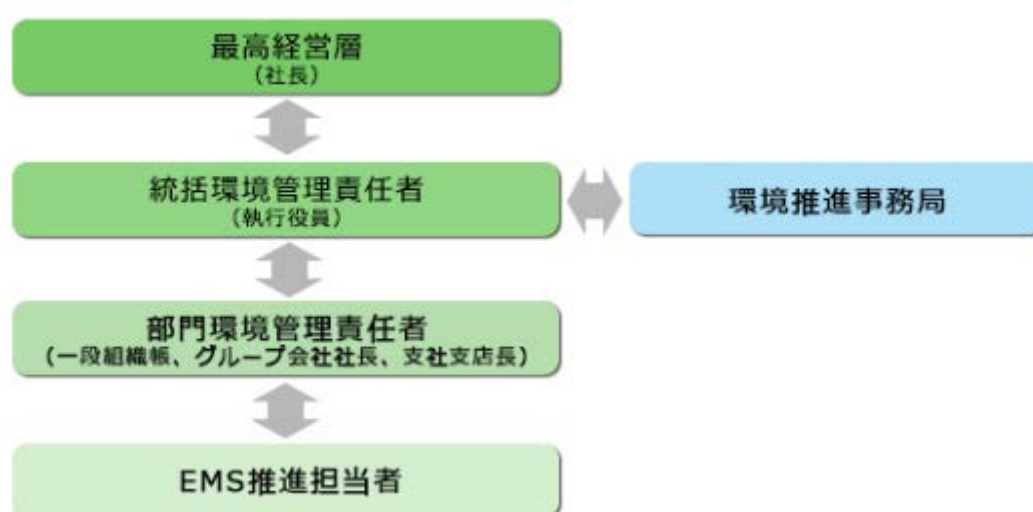 最高経営層
（社長）
統括環境管理責任者
（執行役員）
環境推進事務局
部門環境管理責任者
（一段組織帳、グループ会社社長、支社支店長）
EMS推進担当者